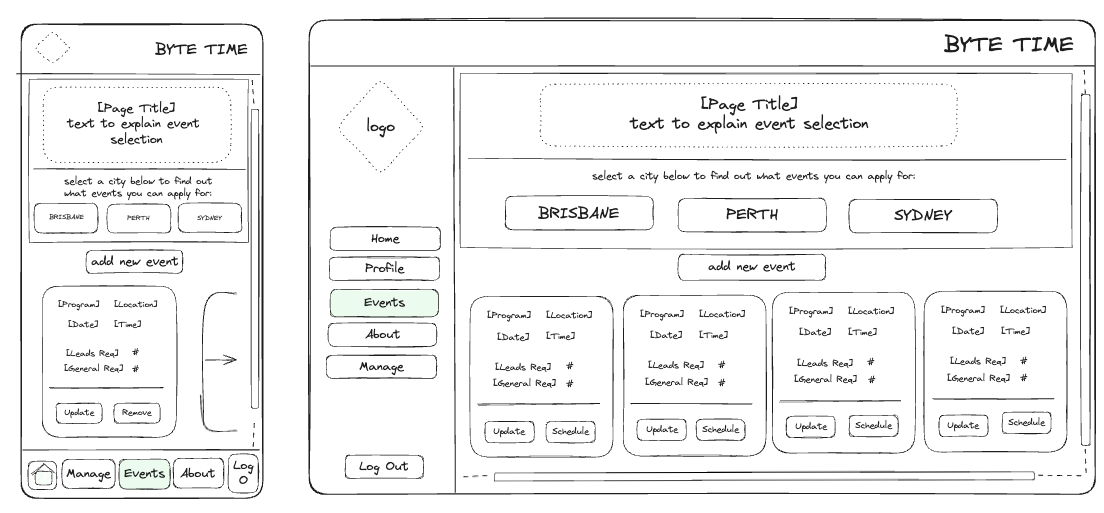 BYTE TIME
[Page Title]
text to explain event
selection
select a city below to find out
what events you can apply for:
BRISBANE PERTH SYDNEY
add new event
[Program] [Location]
[Date] [Time]
[Leads Req] #
[General Req] #
Update Remove
Manage Events About Log
O
BYTE TIME
logo
Home
Profile
Events
About
Manage
Log Out
[Page Title]
text to explain event selection
select a city below to find out what events you can apply for:
BRISBANE PERTH SYDNEY
add new event
[Program] [Location]
[Date] [Time]
[Leads Req] #
[General Req] #
Update Schedule
[Program] [Location]
[Date] [Time]
[Leads Req] #
[General Req] #
Update Schedule
[Program] [Location]
[Date] [Time]
[Leads Req] #
[General Req] #
Update Schedule
[Program] [Location]
[Date] [Time]
[Leads Req] #
[General Req] #
Update Schedule